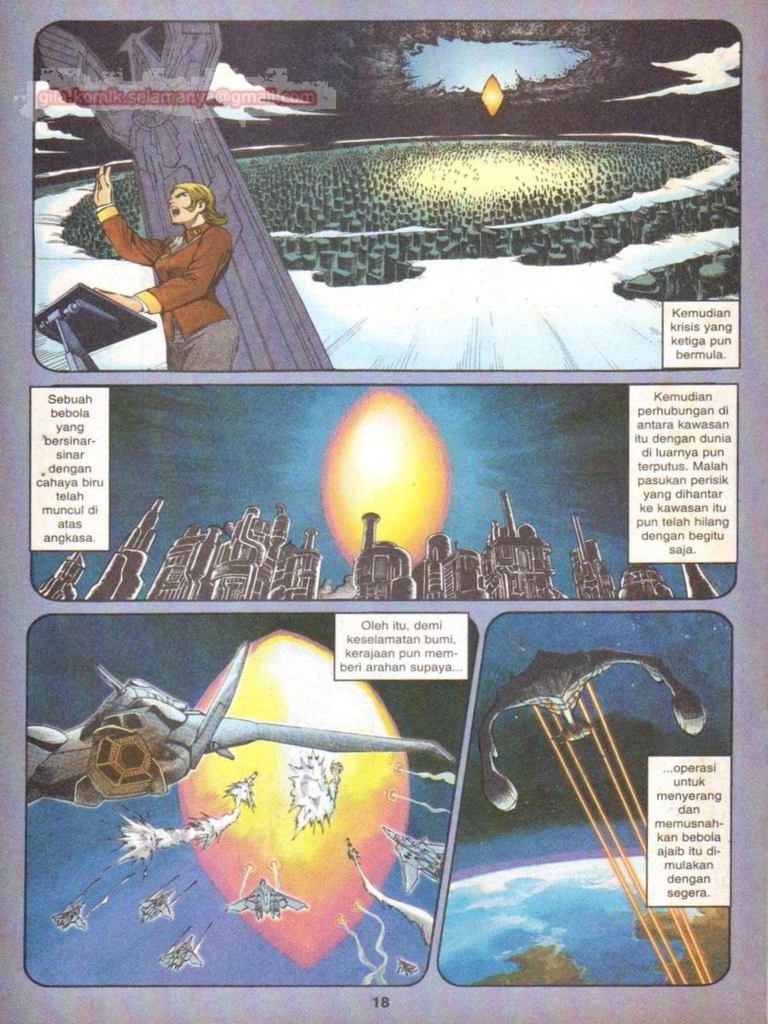 gila.komik.selamanya@gmail.com
Kemudian
krisis yang
ketiga pun
bermula.
Sebuah
bebola
yang
bersinar-
sinar
dengan
cahaya biru
telah
muncul di
atas
angkasa.
Kemudian
perhubungan di
antara kawasan
itu dengan dunia
di luarnya pun
terputus. Malah
pasukan perisik
yang dihantar
ke kawasan itu
pun telah hilang
dengan begitu
saja.
Oleh itu, demi
keselamatan bumi,
kerajaan pun mem-
beri arahan supaya...
...operasi
untuk
menyerang
dan
memusnah-
kan bebola
ajaib itu di-
mulakan
dengan
segera.
18